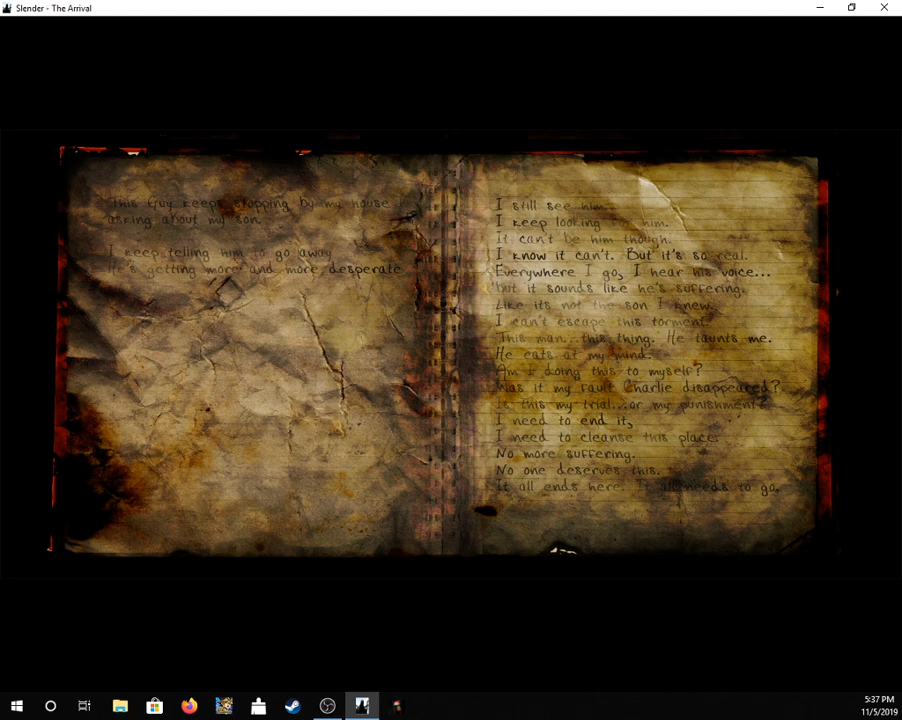 Slender - The Arrival
This guy keeps stopping by my house
asking about my son.
I keep telling him to go away
He's getting more and more desperate
I still see him.
I keep looking for him.
It can't be him though.
I know it can't. But it's so real.
Everywhere I go, I hear his voice...
but it sounds like he's suffering.
Like its not the son I knew.
I can't escape this torment.
This man...this thing. He taunts me.
He eats at my mind.
Am I doing this to myself?
Was it my fault Charlie disappeared?
Is this my trial...or my punishment?
I need to end it,
I need to cleanse this place.
No more suffering.
No one deserves this.
It all ends here. It all needs to go.
5:37 PM
11/5/2019